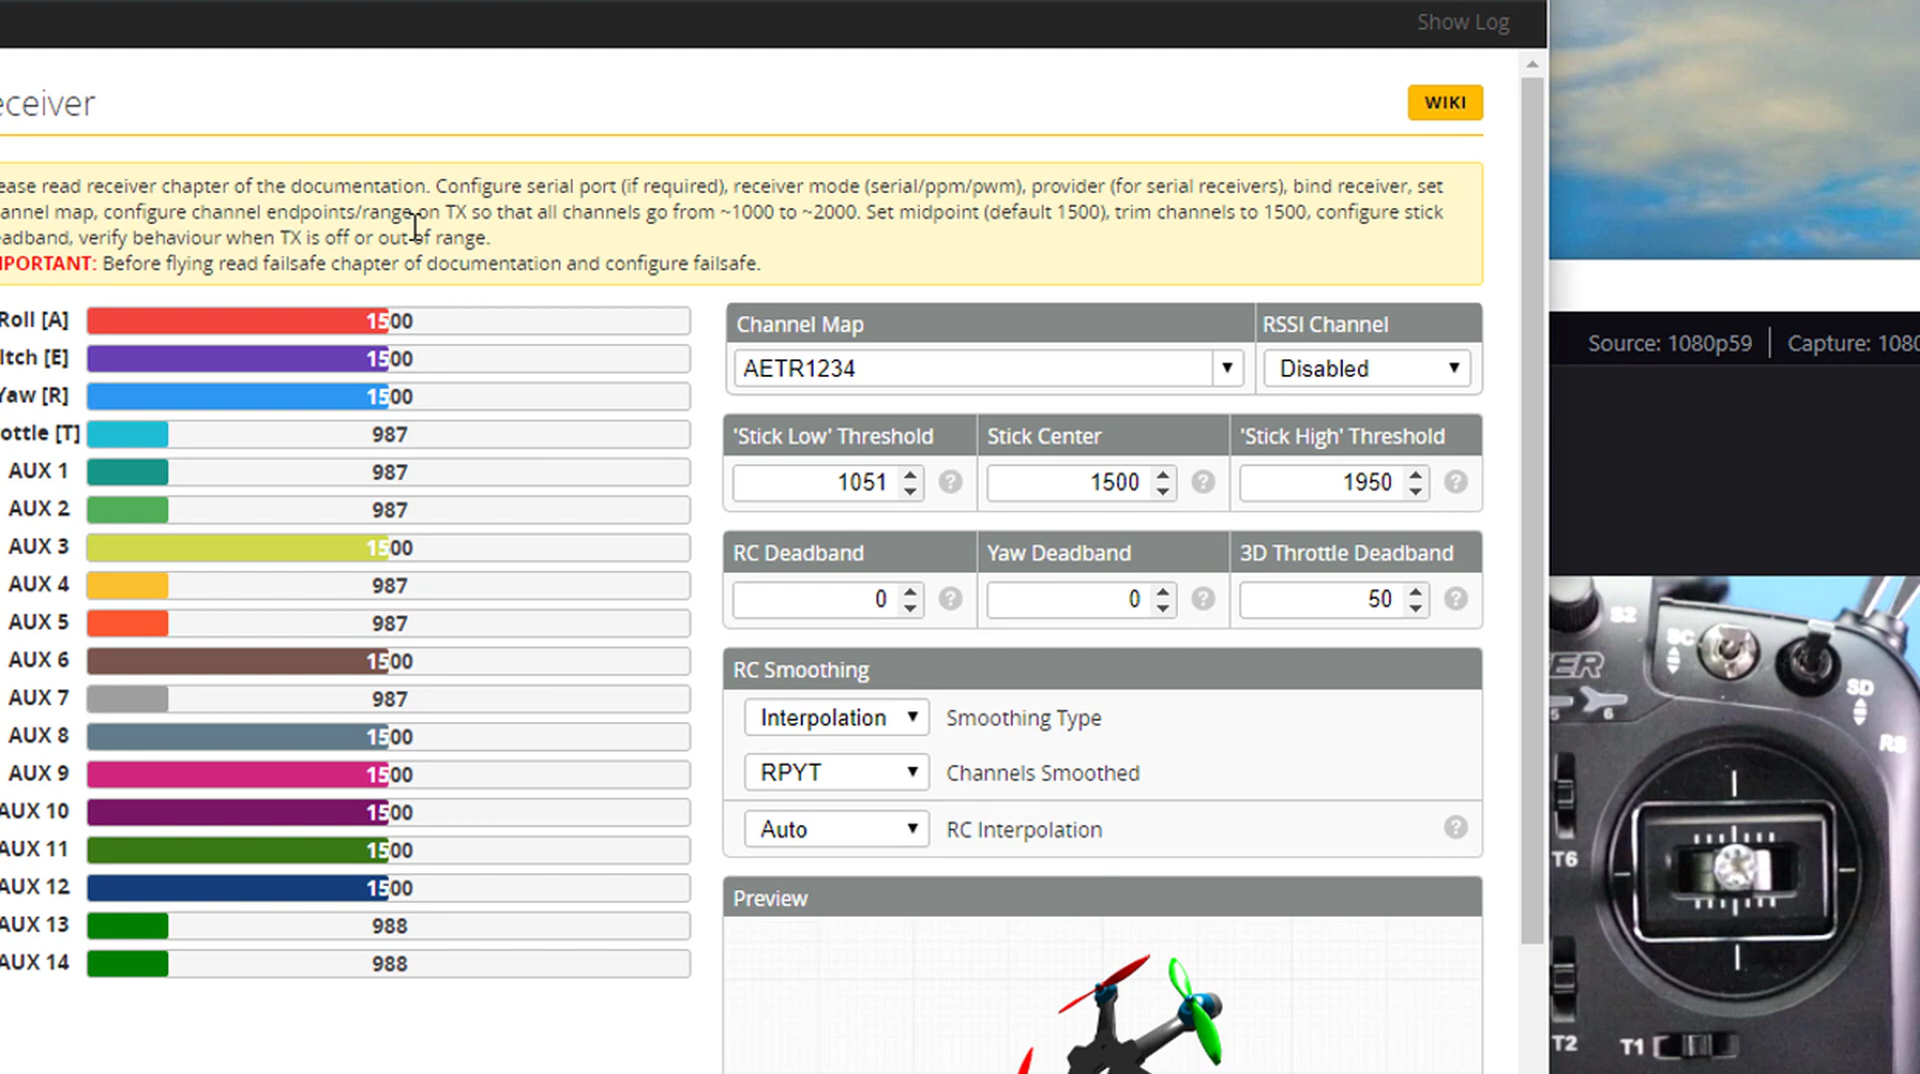 Show Log
eceiver
WIKI
ease read receiver chapter of the documentation. Configure serial port (if required), receiver mode (serial/ppm/pwm), provider (for serial receivers), bind receiver, set
annel map, configure channel endpoints/range on TX so that all channels go from ~1000 to ~2000. Set midpoint (default 1500), trim channels to 1500, configure stick
eadband, verify behaviour when TX is off or out of range.
MPORTANT: Before flying read failsafe chapter of documentation and configure failsafe.
Roll [A] 1500
itch [E] 1500
Yaw [R] 1500
ottle [T] 987
AUX 1 987
AUX 2 987
AUX 3 1500
AUX 4 987
AUX 5 987
AUX 6 1500
AUX 7 987
AUX 8 1500
AUX 9 1500
AUX 10 1500
AUX 11 1500
AUX 12 1500
AUX 13 988
AUX 14 988
Channel Map RSSI Channel
AETR1234 Disabled
'Stick Low' Threshold Stick Center 'Stick High' Threshold
1051 ? 1500 ? 1950 ?
RC Deadband Yaw Deadband 3D Throttle Deadband
0 ? 0 ? 50 ?
RC Smoothing
Interpolation Smoothing Type
RPYT Channels Smoothed
Auto RC Interpolation ?
Preview
Source: 1080p59 | Capture: 1080
S2
SC
ER
SD
5 6
RS
T6
T2
T1